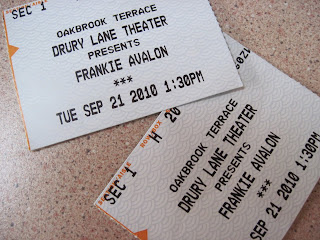 SEC 1
OAKBROOK TERRACE
DRURY LANE THEATER
PRESENTS
FRANKIE AVALON
***
TUE SEP 21 2010 1:30PM
SEC 1
OAKBROOK TERRACE
DRURY LANE THEATER
PRESENTS
FRANKIE AVALON
***
SEP 21 2010 1:30PM